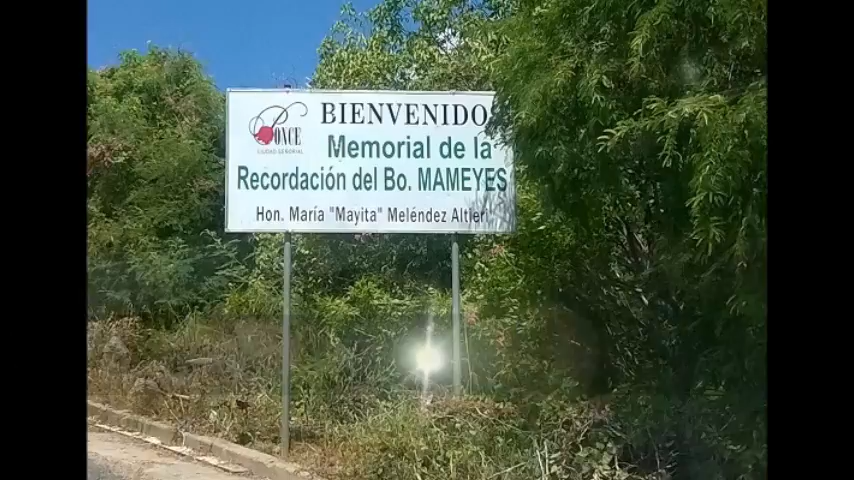 BIENVENIDO
PONCE
CIUDAD SEÑORIAL
Memorial de la
Recordación del Bo. MAMEYES
Hon. María "Mayita" Meléndez Altieri